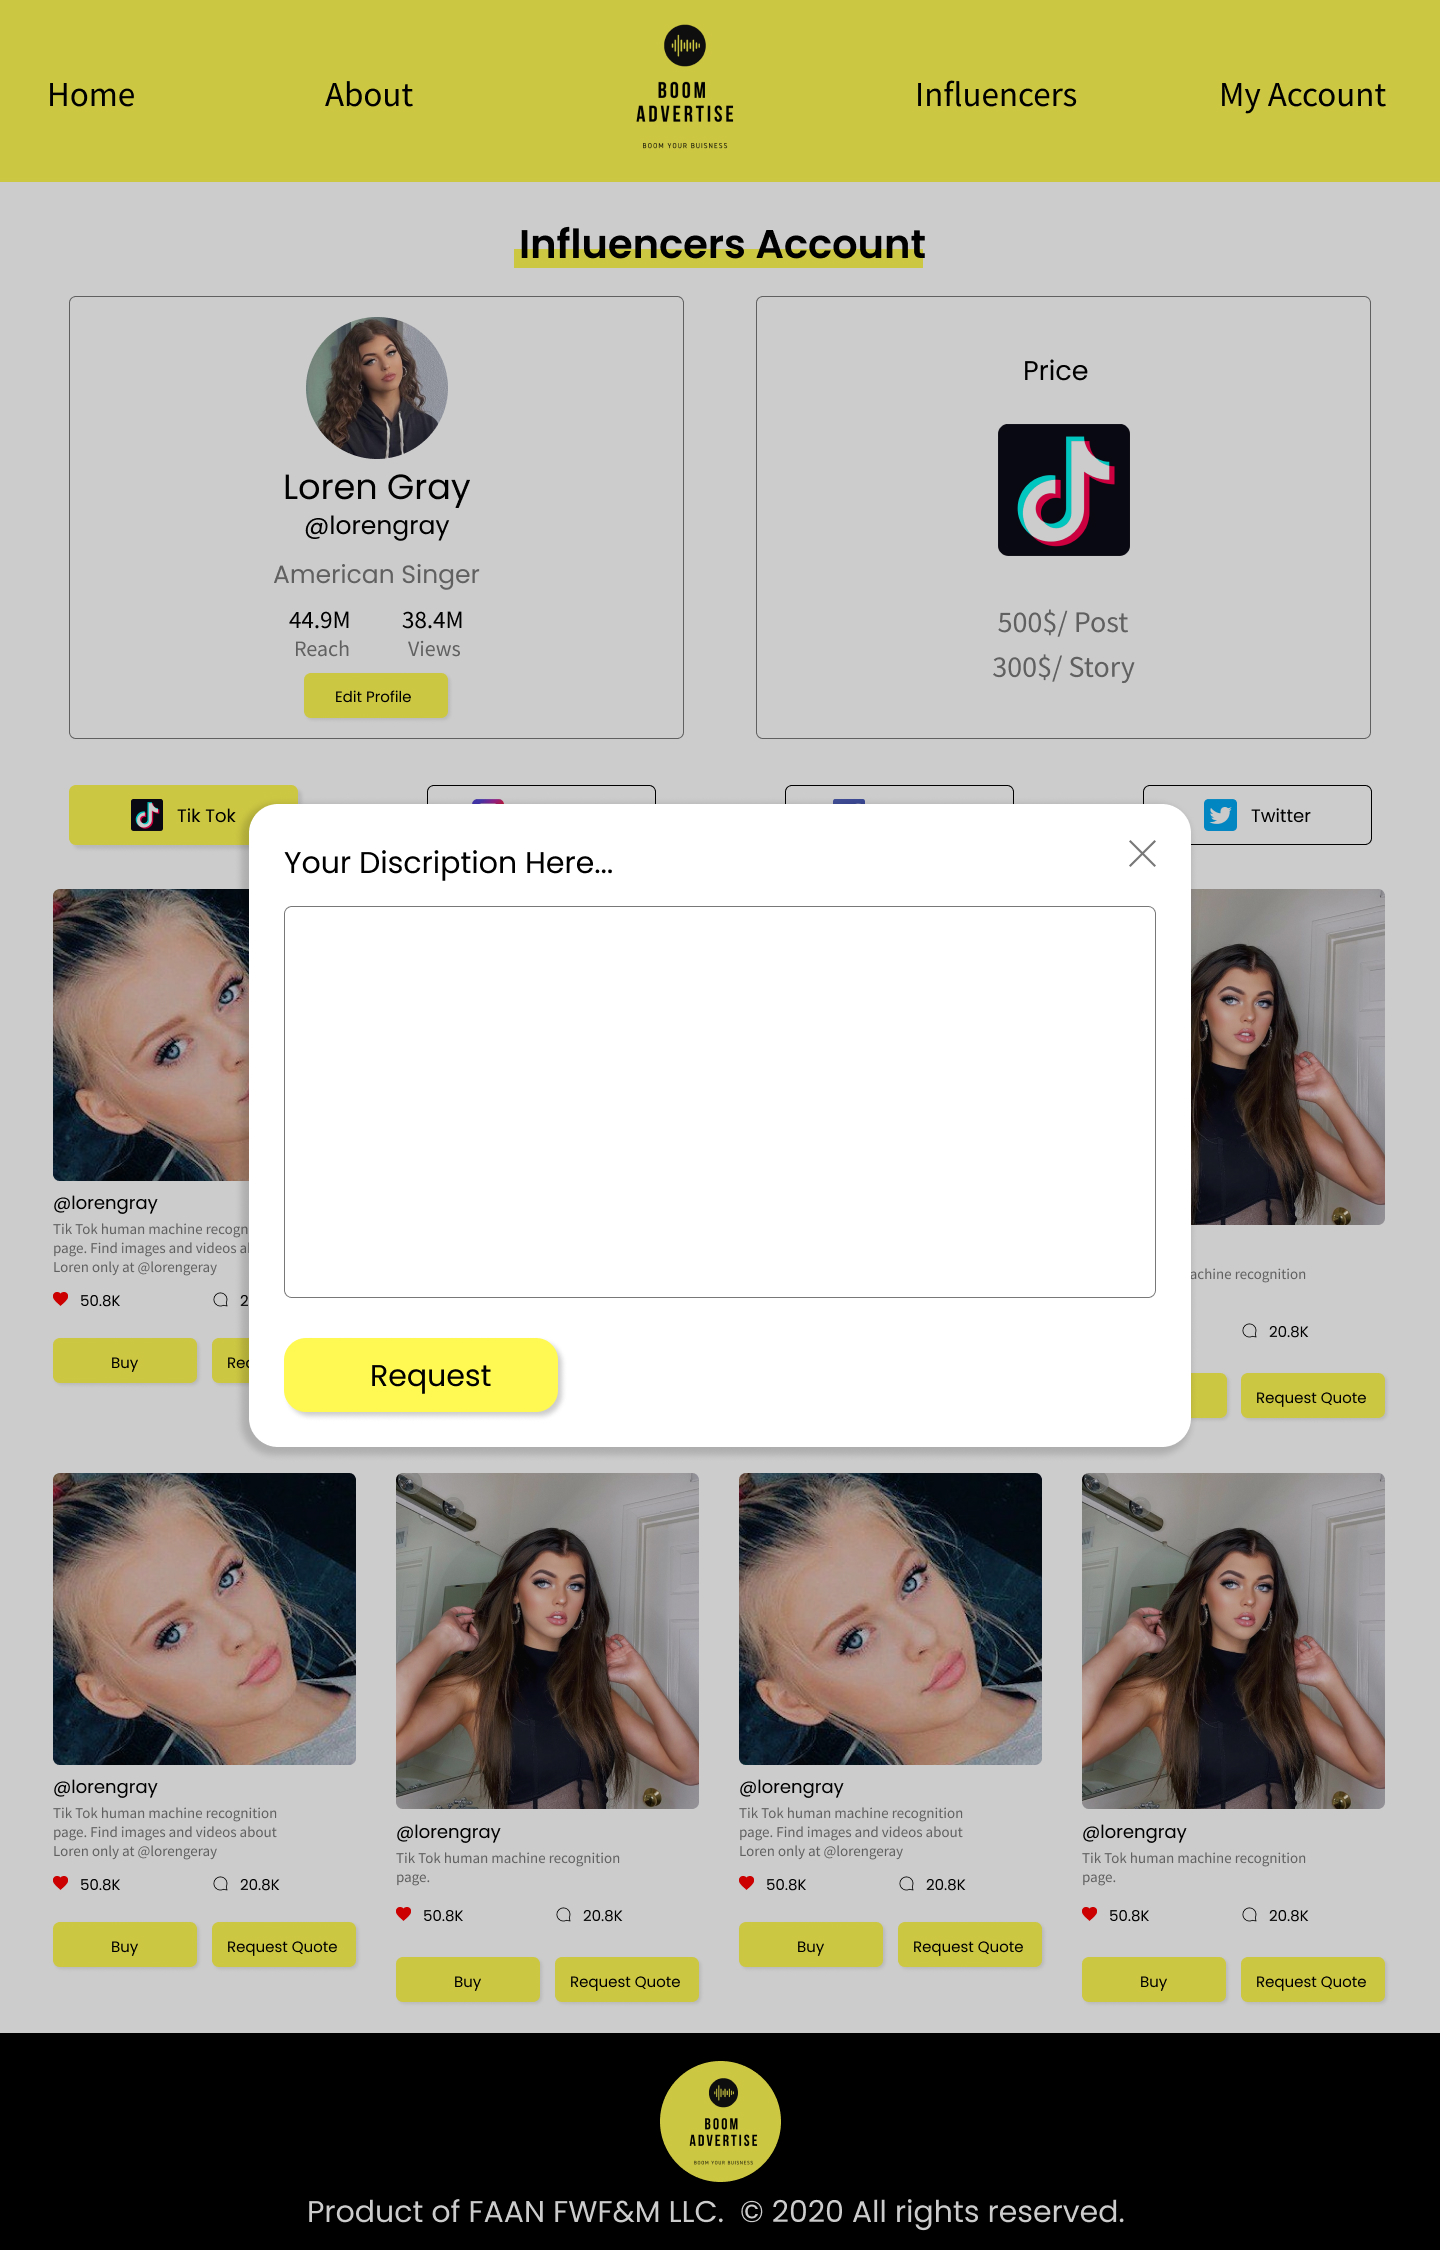 Home
About
BOOM
ADVERTISE
BOOM YOUR BUISNESS
Influencers
My Account
Influencers Account
Loren Gray
@lorengray
American Singer
44.9M
38.4M
Reach
Views
Edit Profile
Price
500$/ Post
300$/ Story
Tik Tok
Twitter
Your Discription Here...
@lorengray
Tik Tok human machine recogn
page. Find images and videos a
Loren only at @lorengeray
50.8K
2
Buy
Req
achine recognition
20.8K
Request Quote
Request
@lorengray
Tik Tok human machine recognition
page. Find images and videos about
Loren only at @lorengeray
50.8K
20.8K
Buy
Request Quote
@lorengray
Tik Tok human machine recognition
page.
50.8K
20.8K
Buy
Request Quote
@lorengray
Tik Tok human machine recognition
page. Find images and videos about
Loren only at @lorengeray
50.8K
20.8K
Buy
Request Quote
@lorengray
Tik Tok human machine recognition
page.
50.8K
20.8K
Buy
Request Quote
BOOM
ADVERTISE
BOOM YOUR BUISNESS
Product of FAAN FWF&M LLC. © 2020 All rights reserved.